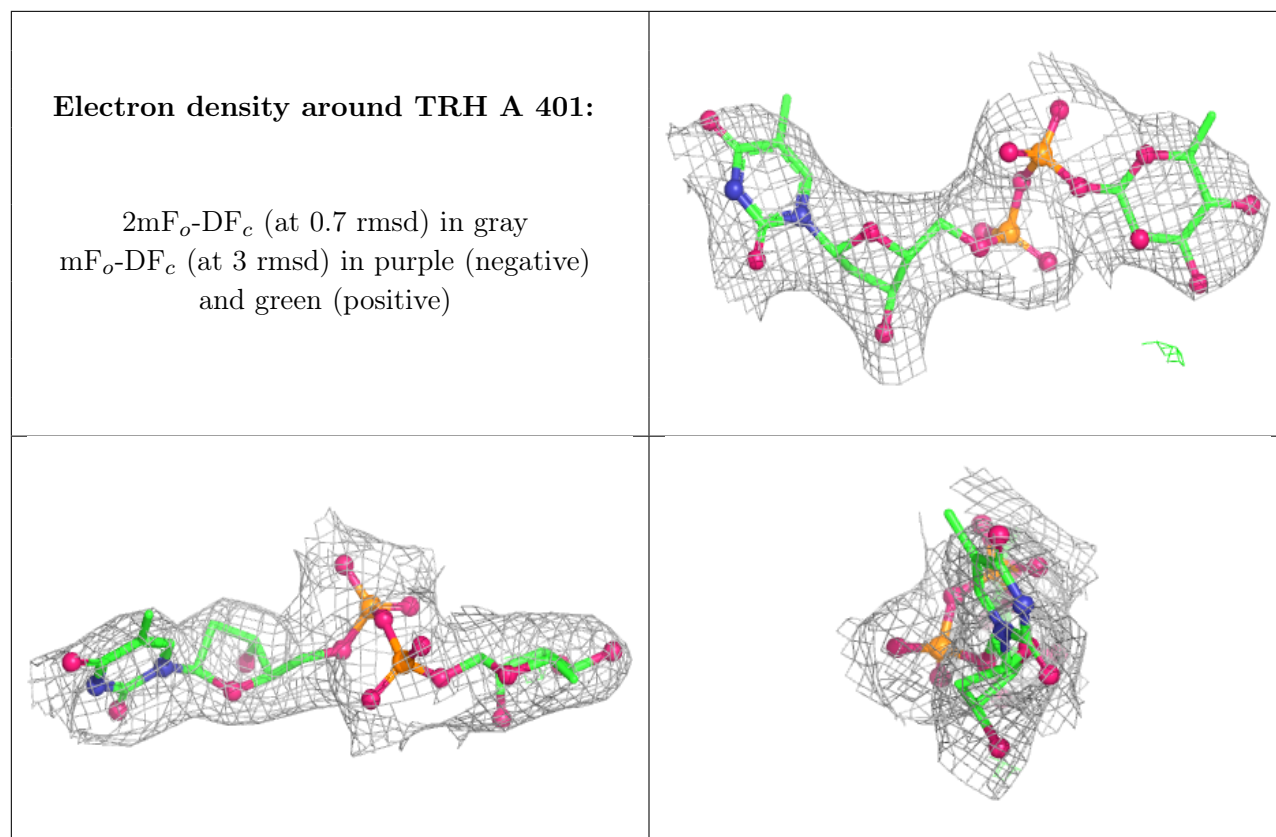 Electron density around TRH A 401:
2mFₒ-DF𝒸 (at 0.7 rmsd) in gray
mFₒ-DF𝒸 (at 3 rmsd) in purple (negative)
and green (positive)